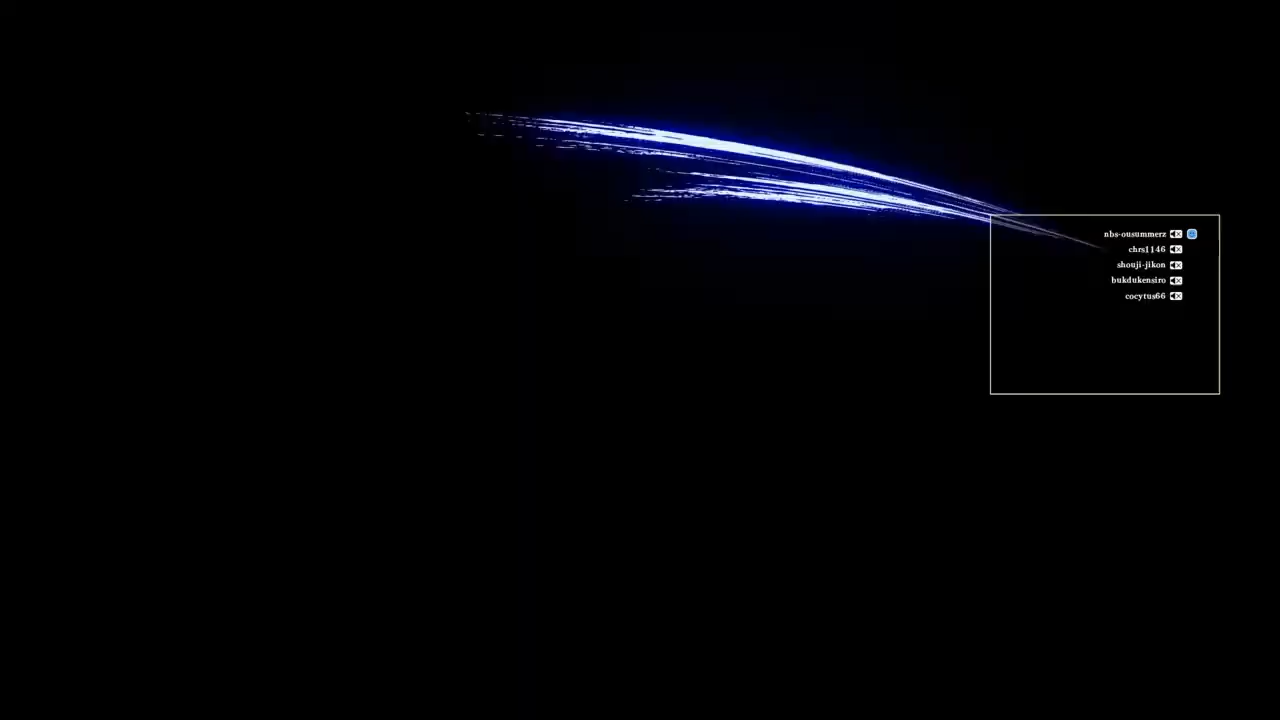 nbs-ousummerz
chrs1146
shouji-jikon
bukdukensiro
cocytus66